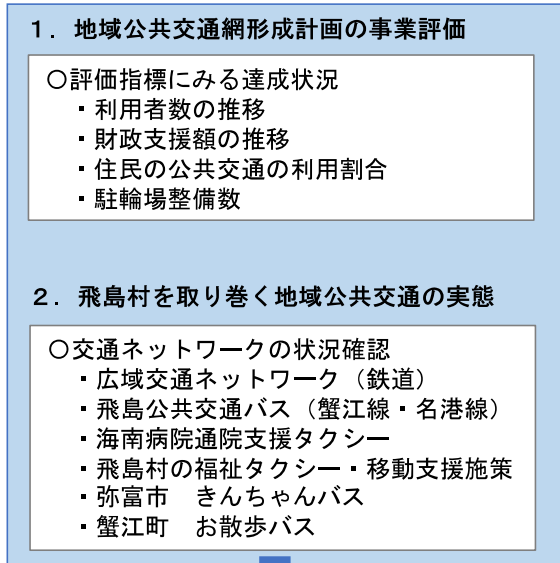 １．地域公共交通網形成計画の事業評価
〇評価指標にみる達成状況
・利用者数の推移
・財政支援額の推移
・住民の公共交通の利用割合
・駐輪場整備数
２．飛島村を取り巻く地域公共交通の実態
〇交通ネットワークの状況確認
・広域交通ネットワーク（鉄道）
・飛島公共交通バス（蟹江線・名港線）
・海南病院通院支援タクシー
・飛島村の福祉タクシー・移動支援施策
・弥富市　きんちゃんバス
・蟹江町　お散歩バス